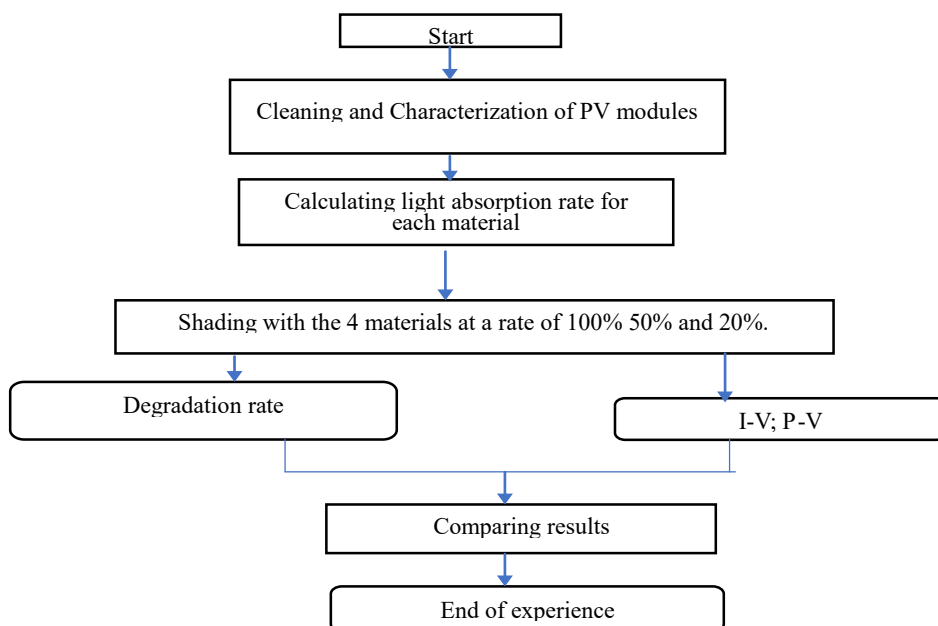 Start
Cleaning and Characterization of PV modules
Calculating light absorption rate for
each material
Shading with the 4 materials at a rate of 100% 50% and 20%.
Degradation rate
I-V; P-V
Comparing results
End of experience